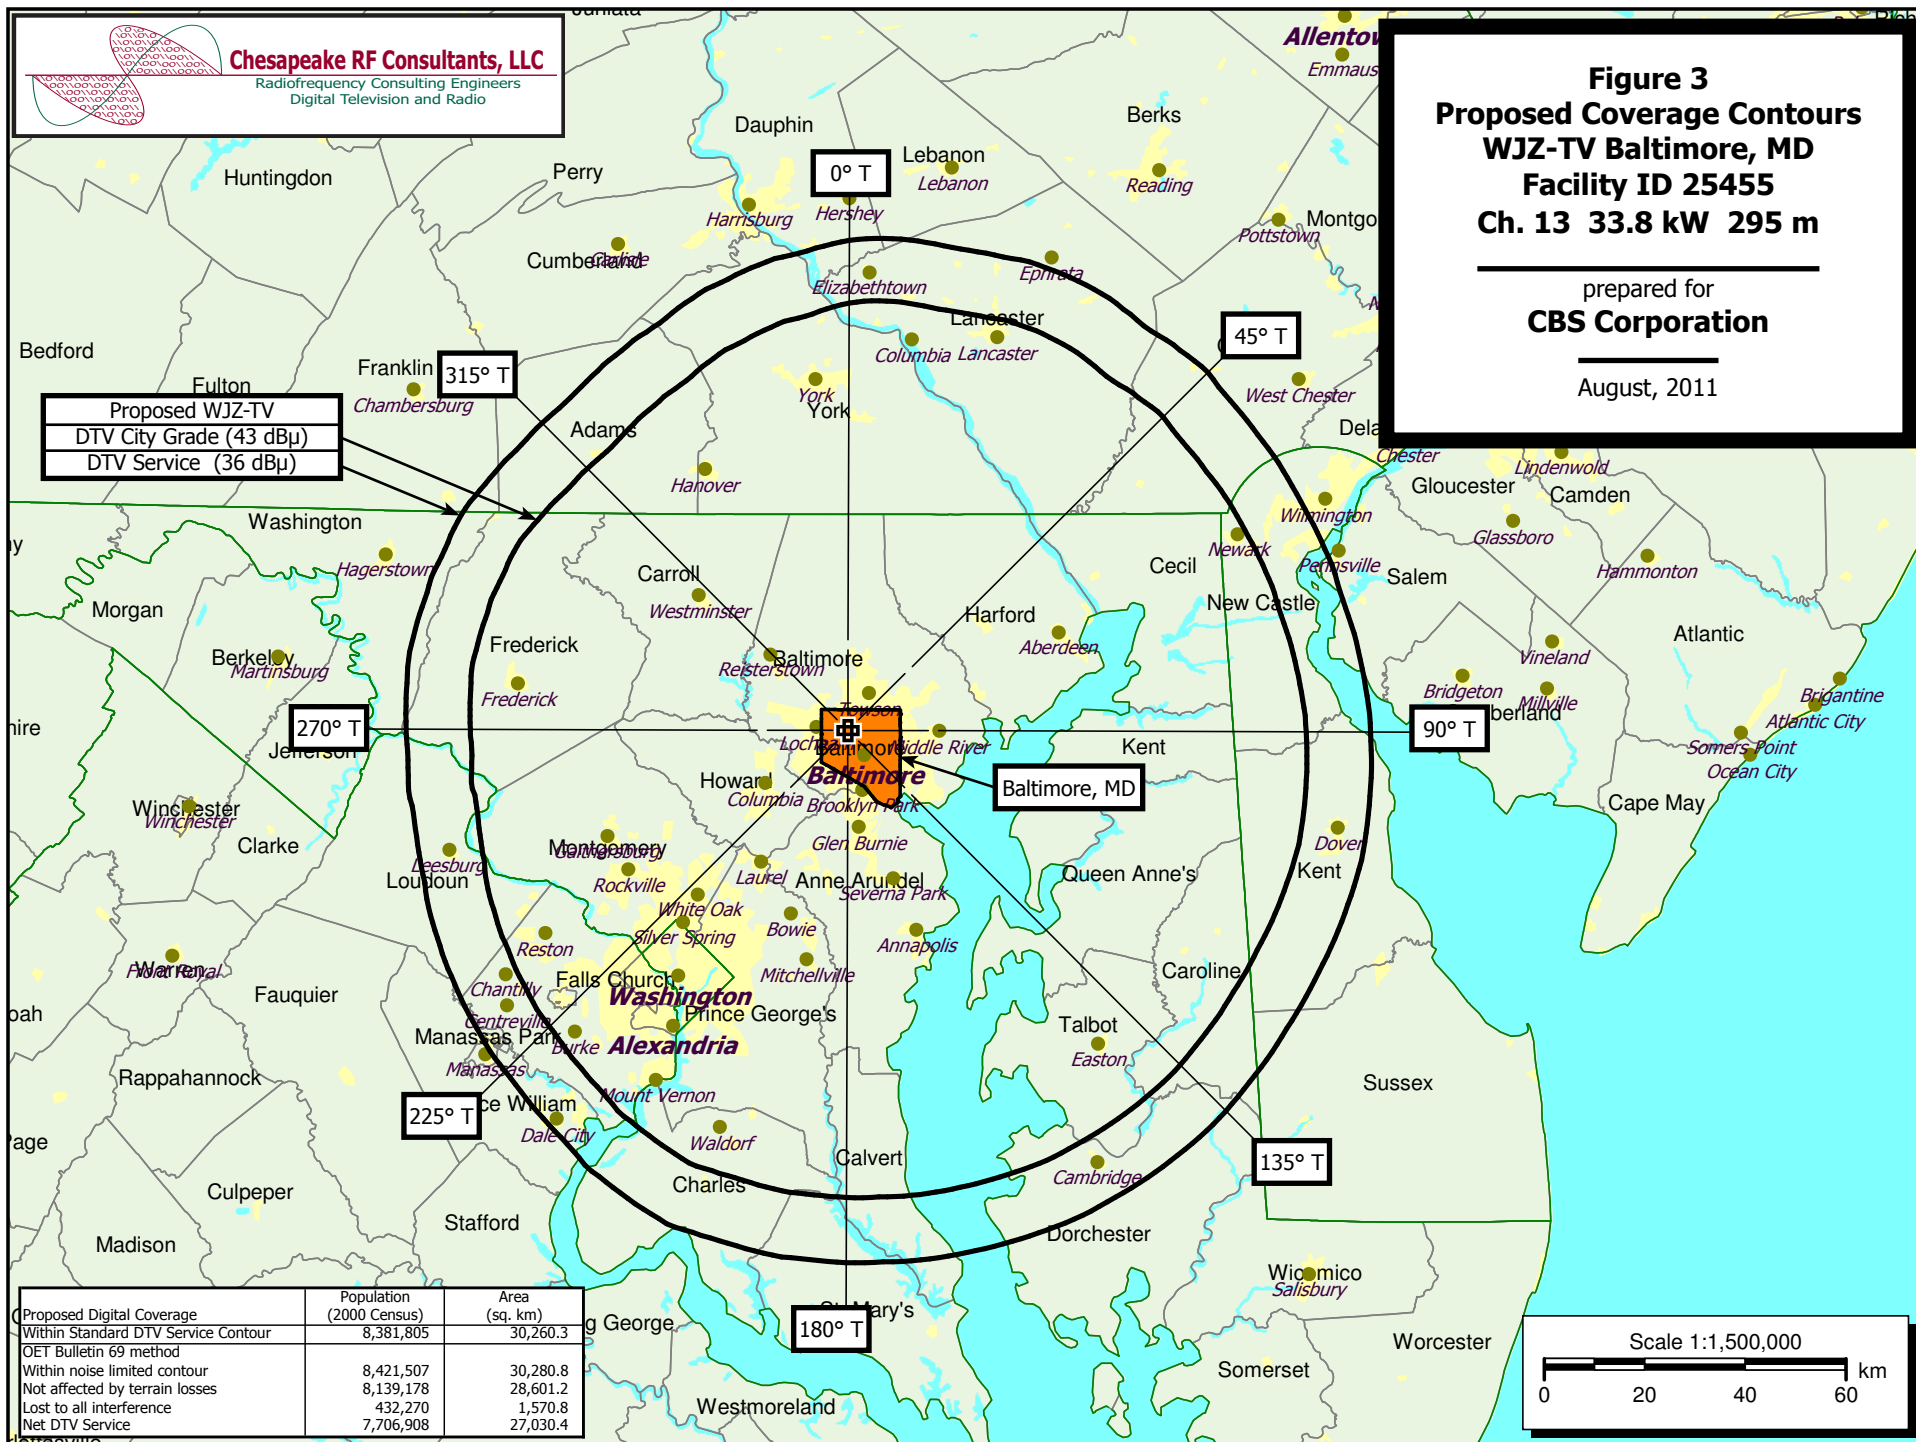 Chesapeake RF Consultants, LLC
Radiofrequency Consulting Engineers
Digital Television and Radio
Figure 3
Proposed Coverage Contours
WJZ-TV Baltimore, MD
Facility ID 25455
Ch. 13 33.8 kW 295 m
prepared for
CBS Corporation
August, 2011
Emmaus
Berks
Dauphin
Lebanon
Lebanon
0° T
Perry
Huntingdon
Reading
Harrisburg
Hershey
Pottstown
Cumberland
Carlisle
Ephrata
Elizabethtown
Lancaster
Columbia
Lancaster
45° T
Bedford
Franklin
315° T
Fulton
Chambersburg
York
York
West Chester
Proposed WJZ-TV
DTV City Grade (43 dBµ)
DTV Service (36 dBµ)
Adams
Hanover
Chester
Lindenwold
Gloucester
Camden
Washington
Wilmington
Glassboro
Newark
Hagerstown
Pennsville
Hammonton
Carroll
Cecil
Salem
Morgan
Westminster
Harford
New Castle
Atlantic
Frederick
Aberdeen
Berkeley
Martinsburg
Baltimore
Reisterstown
Vineland
Frederick
Bridgeton
Millville
Brigantine
Towson
Atlantic City
270° T
90° T
Jefferson
Baltimore
Middle River
Kent
Somers Point
Ocean City
Baltimore
Howard
Columbia
Baltimore, MD
Brooklyn Park
Cape May
Winchester
Winchester
Clarke
Glen Burnie
Dover
Montgomery
Gaithersburg
Leesburg
Loudoun
Rockville
Laurel
Anne Arundel
Severna Park
Queen Anne's
Kent
White Oak
Silver Spring
Bowie
Annapolis
Reston
Warren
Front Royal
Mitchellville
Caroline
Falls Church
Chantilly
Fauquier
Washington
Centreville
Prince George's
Talbot
Manassas Park
Burke
Alexandria
Easton
Manassas
Rappahannock
Mount Vernon
Sussex
225° T
Dale City
Waldorf
Calvert
Cambridge
135° T
Culpeper
Charles
Stafford
Dorchester
Madison
Wicomico
Salisbury
St. Mary's
180° T
Worcester
Somerset
Westmoreland
Proposed Digital Coverage Population (2000 Census) Area (sq. km)
Within Standard DTV Service Contour 8,381,805 30,260.3
OET Bulletin 69 method
Within noise limited contour 8,421,507 30,280.8
Not affected by terrain losses 8,139,178 28,601.2
Lost to all interference 432,270 1,570.8
Net DTV Service 7,706,908 27,030.4
Scale 1:1,500,000
km
0 20 40 60